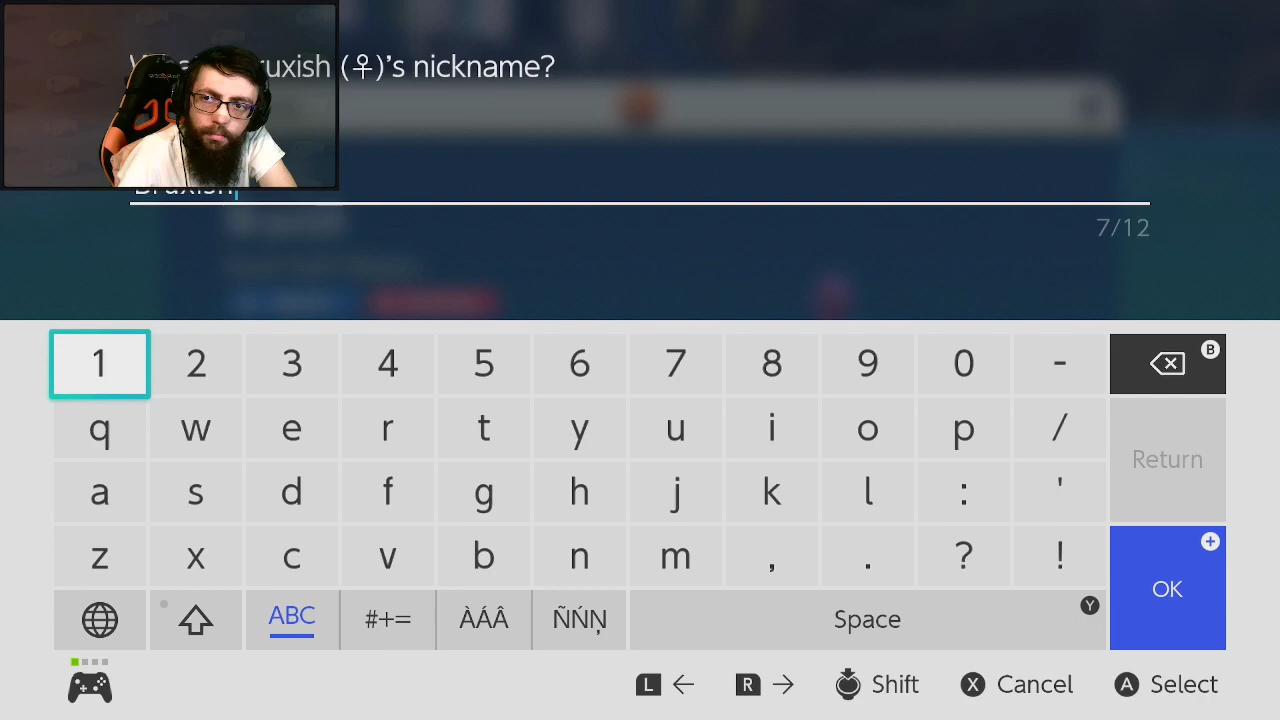 (♀)'s nickname?
7/12
1 2 3 4 5 6 7 8 9 0 - B
q w e r t y u i o p /
Return
a s d f g h j k l : '
z x c v b n m , . ? ! +
OK
ABC #+= ÀÁÂ ÑŃŅ Space Y
L ← R → Shift X Cancel A Select